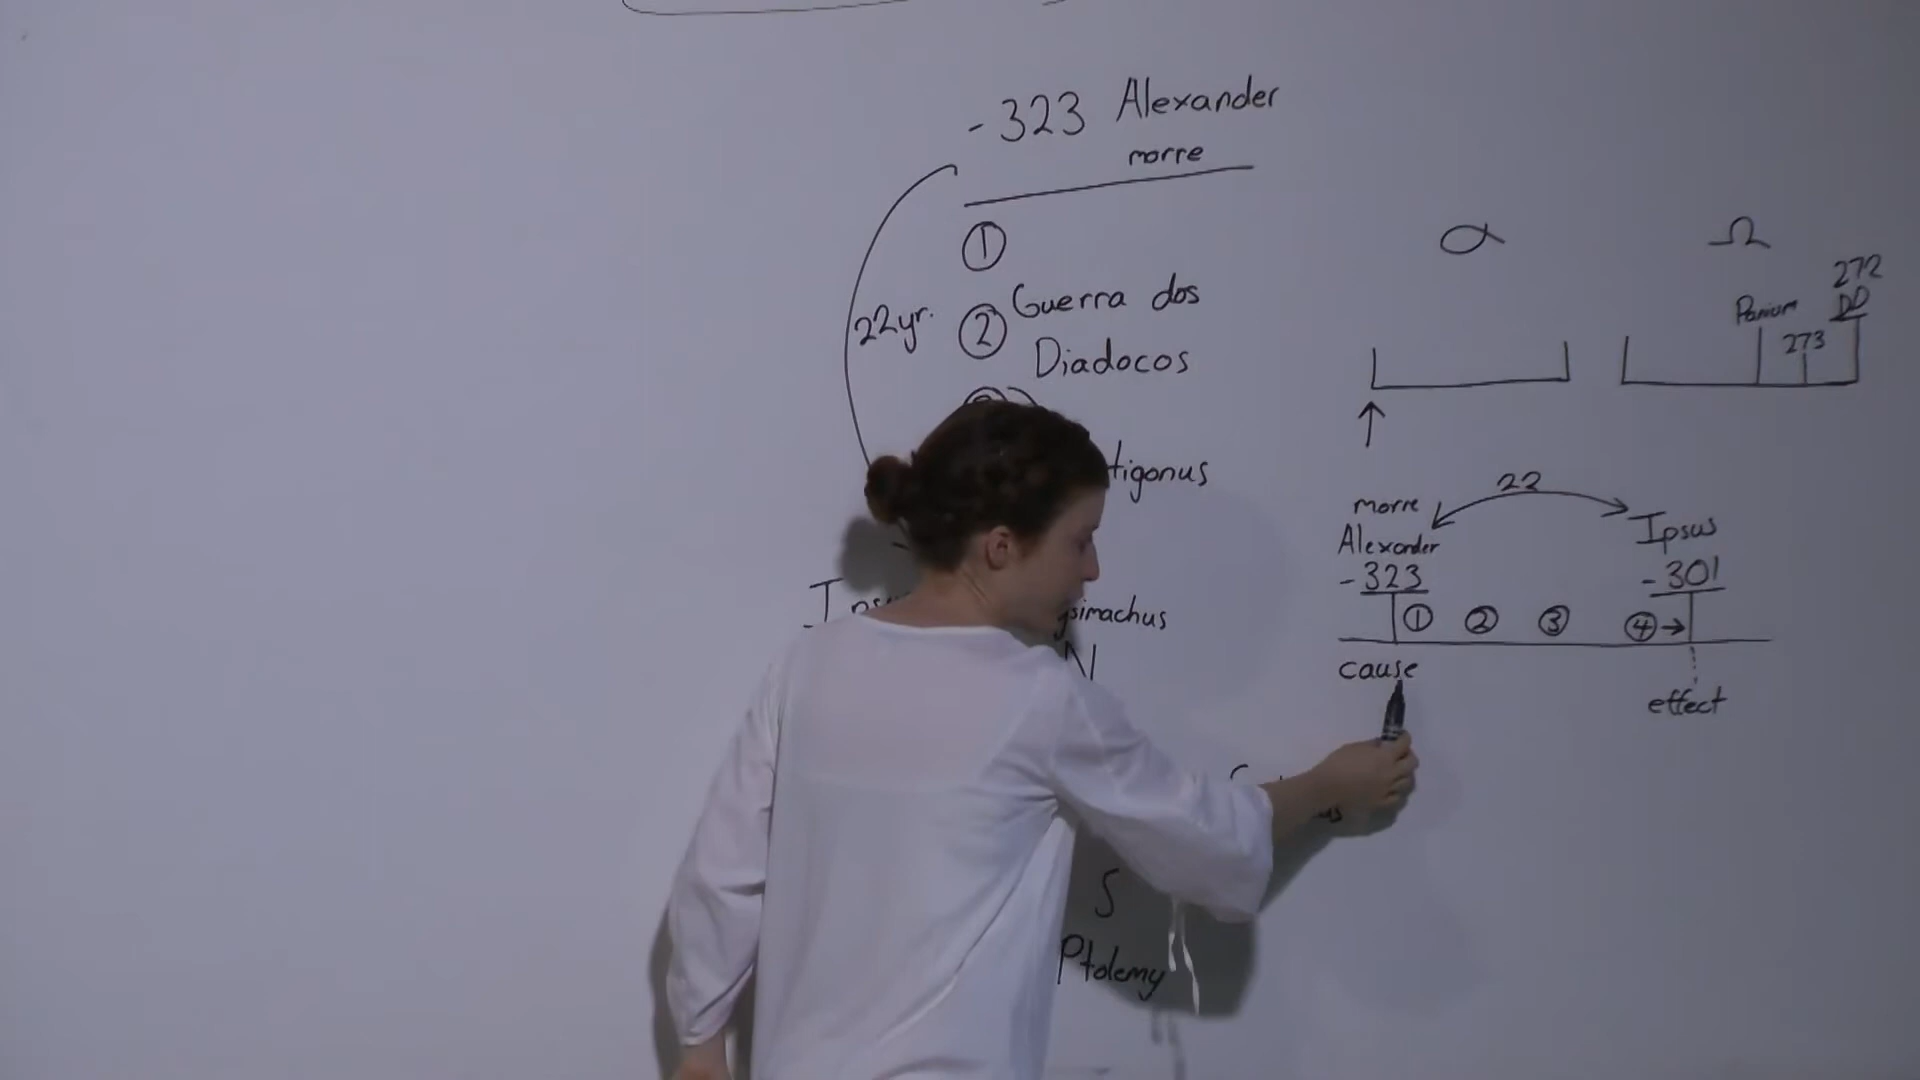 -323 Alexander
morre
①
22yr.
② Guerra dos
Diadocos
tigonus
simachus
N
S
Ptolemy
α
Ω
272
DD
Panium
273
22
morre
Alexander
-323
Ipsus
-301
① ② ③ ④→
cause
effect